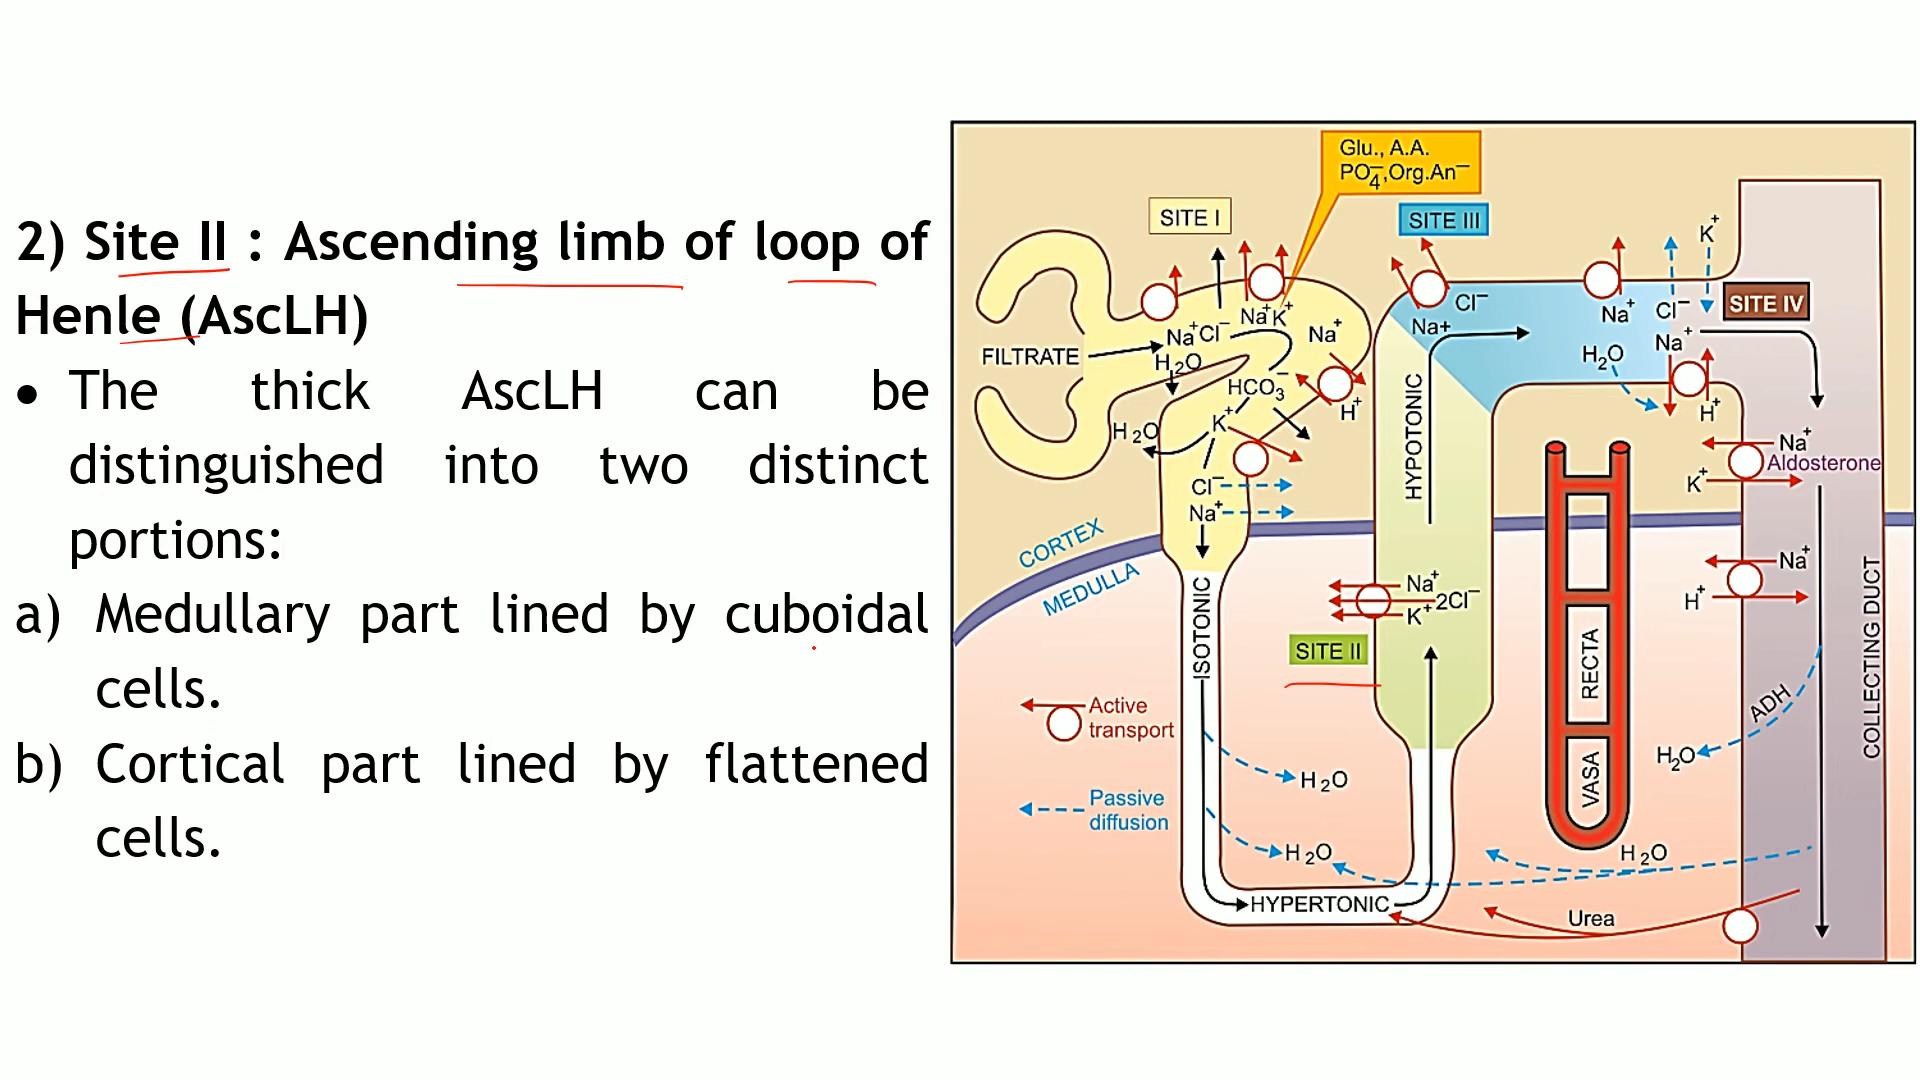 2) Site II : Ascending limb of loop of
Henle (AscLH)
• The thick AscLH can be
distinguished into two distinct
portions:
a) Medullary part lined by cuboidal
cells.
b) Cortical part lined by flattened
cells.
Glu., A.A.
PO₄⁻,Org.An⁻
SITE I
SITE III
SITE IV
SITE II
FILTRATE
Na⁺Cl⁻
H₂O
Na⁺K⁺
Na⁺
HCO₃⁻
H⁺
K⁺
H₂O
Cl⁻
Na⁺
Cl⁻
Na+
Na⁺
Cl⁻
K⁺
Na⁺
H₂O
H⁺
HYPOTONIC
Na⁺
Aldosterone
K⁺
CORTEX
MEDULLA
ISOTONIC
Na⁺
K⁺2Cl⁻
Na⁺
H⁺
RECTA
VASA
COLLECTING DUCT
Active
transport
ADH
H₂O
H₂O
Passive
diffusion
H₂O
H₂O
HYPERTONIC
Urea